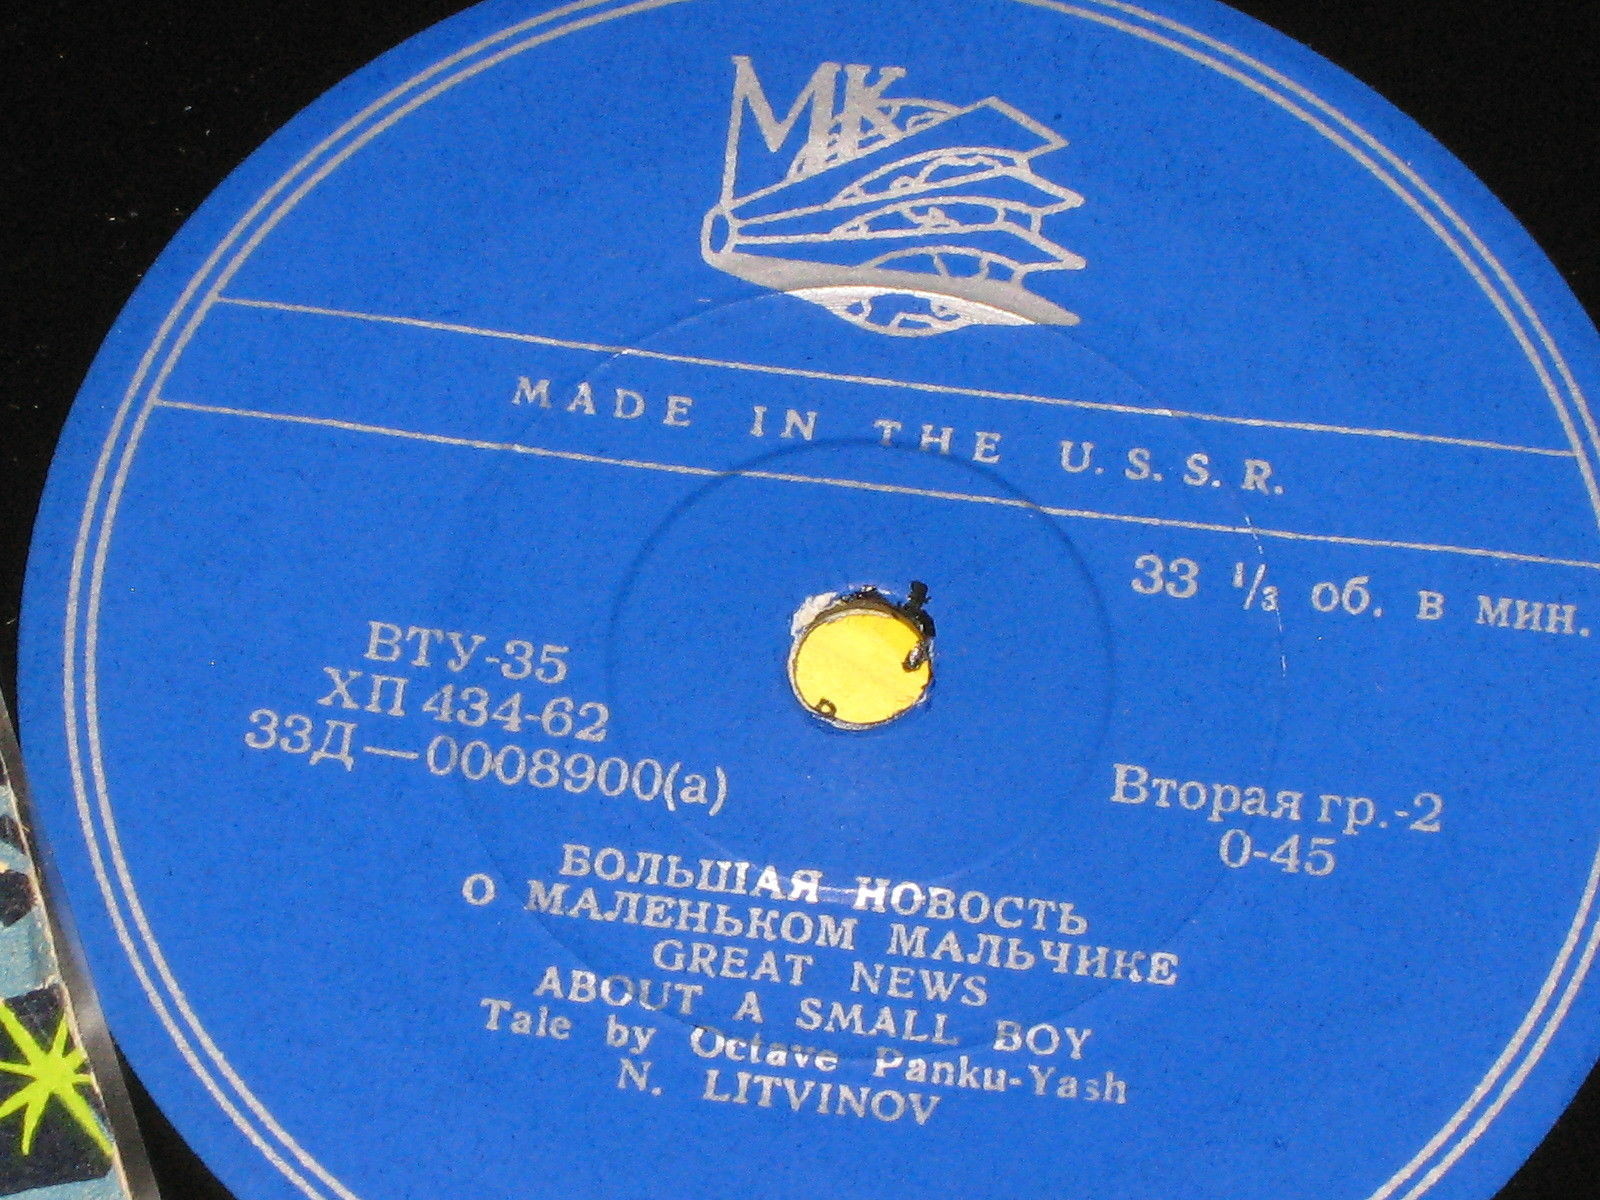 МК
MADE IN THE U.S.S.R.
33 1/3 об. в мин.
ВТУ-35
ХП 434-62
33Д—0008900(а)
Вторая гр.-2
0-45
БОЛЬШАЯ НОВОСТЬ
О МАЛЕНЬКОМ МАЛЬЧИКЕ
GREAT NEWS
ABOUT A SMALL BOY
Tale by Octave Panku-Yash
N. LITVINOV